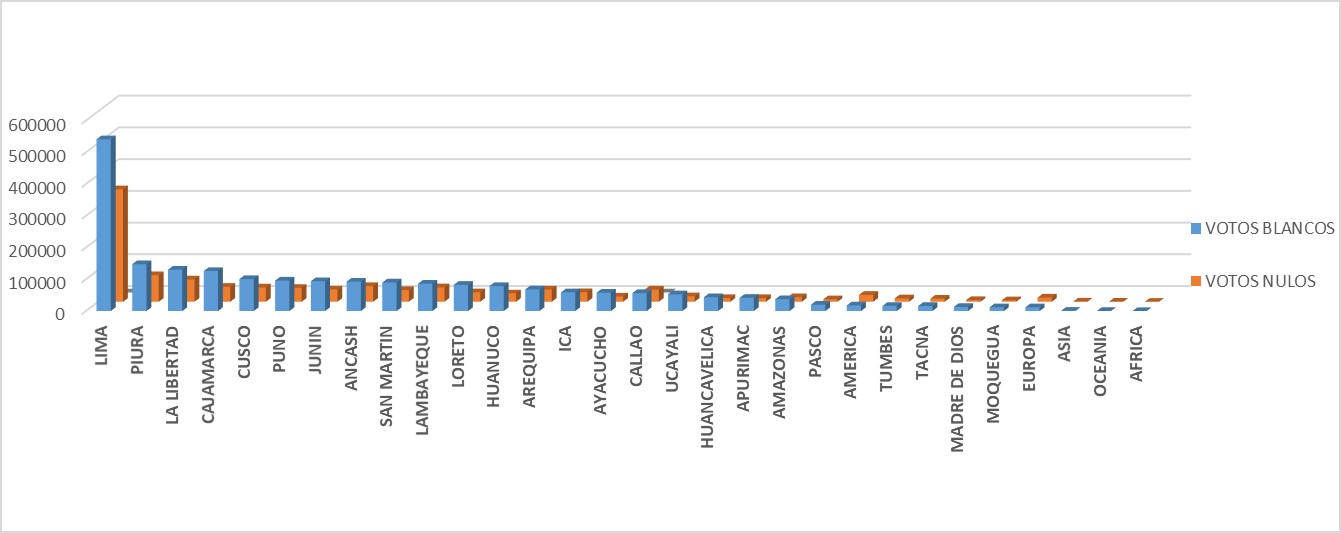 600000
500000
400000
300000
200000
100000
0
LIMA
PIURA
LA LIBERTAD
CAJAMARCA
CUSCO
PUNO
JUNIN
ANCASH
SAN MARTIN
LAMBAYEQUE
LORETO
HUANUCO
AREQUIPA
ICA
AYACUCHO
CALLAO
UCAYALI
HUANCAVELICA
APURIMAC
AMAZONAS
PASCO
AMERICA
TUMBES
TACNA
MADRE DE DIOS
MOQUEGUA
EUROPA
ASIA
OCEANIA
AFRICA
VOTOS BLANCOS
VOTOS NULOS